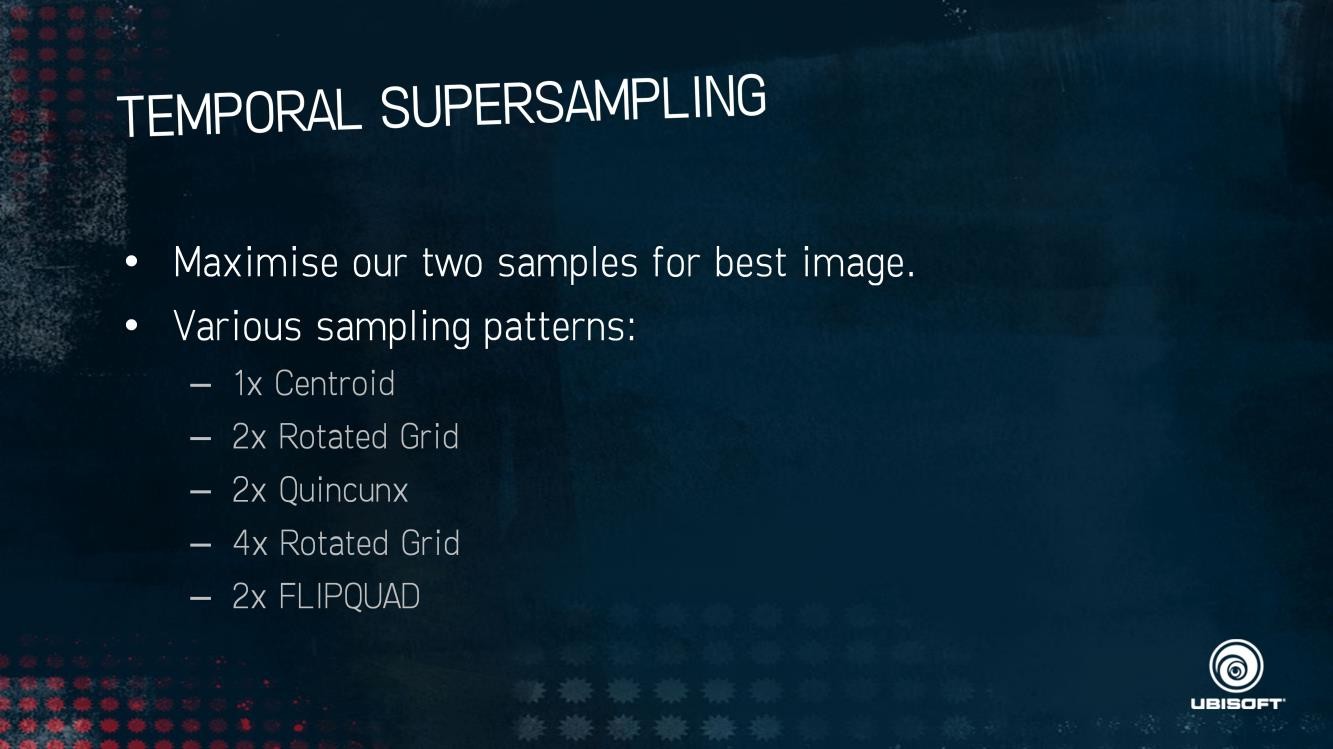 TEMPORAL SUPERSAMPLING
• Maximise our two samples for best image.
• Various sampling patterns:
– 1x Centroid
– 2x Rotated Grid
– 2x Quincunx
– 4x Rotated Grid
– 2x FLIPQUAD
UBISOFT